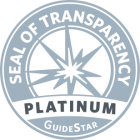 SEAL OF TRANSPARENCY
PLATINUM
GUIDESTAR